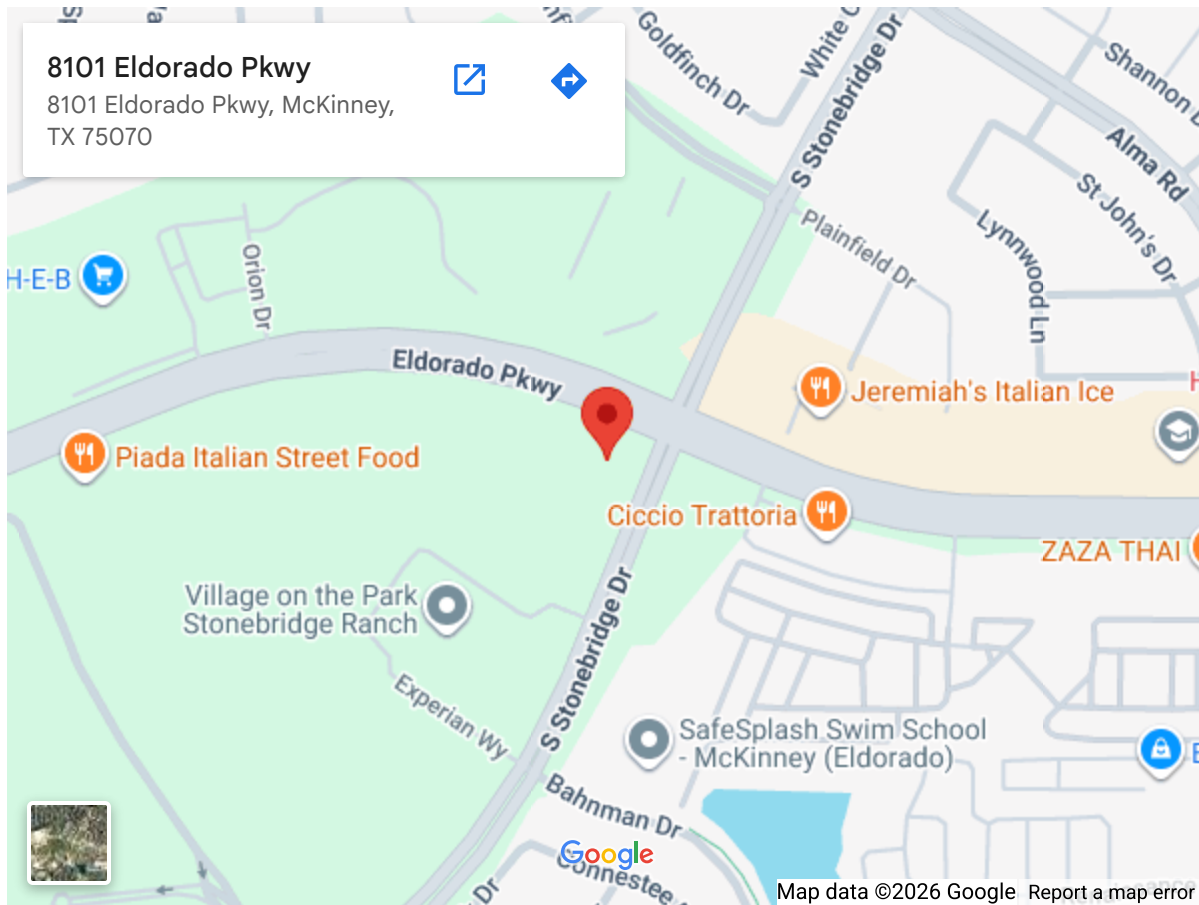 8101 Eldorado Pkwy
8101 Eldorado Pkwy, McKinney,
TX 75070
Goldfinch Dr
White
S Stonebridge Dr
Shannon
Alma Rd
St John's Dr
Lynnwood Ln
Plainfield Dr
Orion Dr
H-E-B
Eldorado Pkwy
Jeremiah's Italian Ice
H
Piada Italian Street Food
Ciccio Trattoria
ZAZA THAI
Village on the Park
Stonebridge Ranch
S Stonebridge Dr
Experian Wy
SafeSplash Swim School
- McKinney (Eldorado)
Bahnman Dr
Google
Connestee
Dr
Map data ©2026 Google
Report a map error